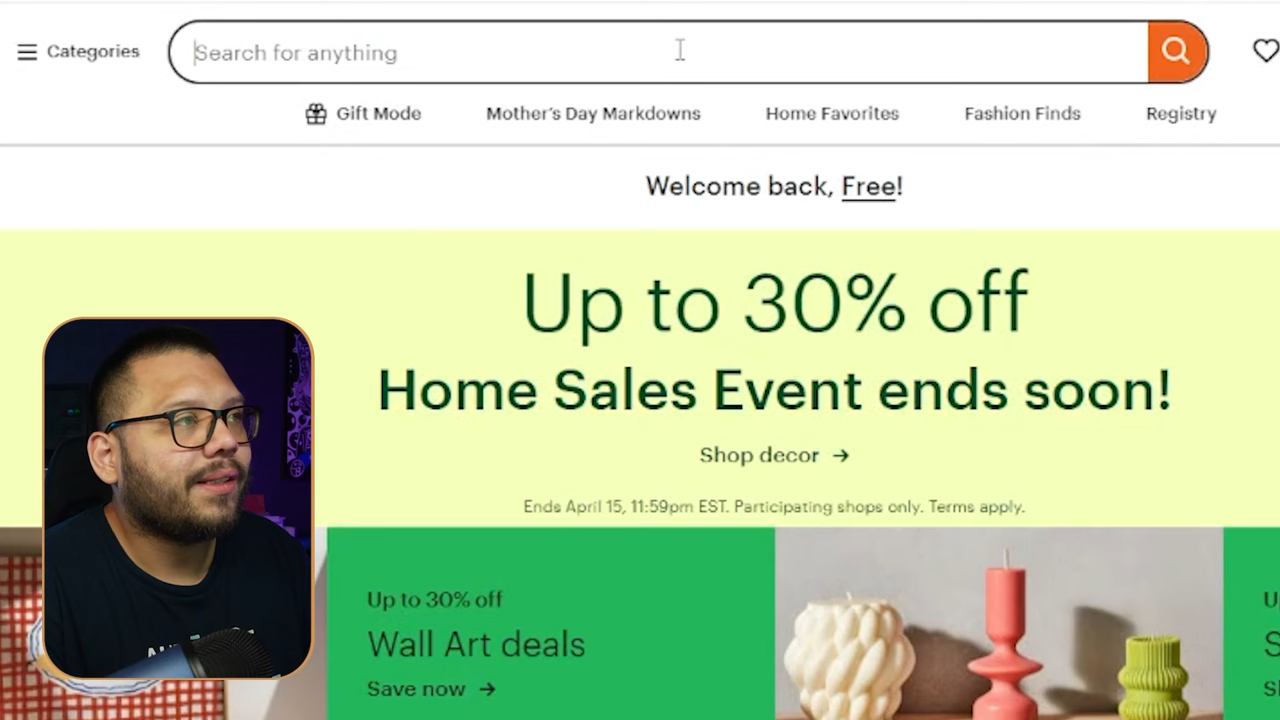 Categories
Search for anything
Gift Mode
Mother's Day Markdowns
Home Favorites
Fashion Finds
Registry
Welcome back, Free!
Up to 30% off
Home Sales Event ends soon!
Shop decor →
Ends April 15, 11:59pm EST. Participating shops only. Terms apply.
Up to 30% off
Wall Art deals
Save now →